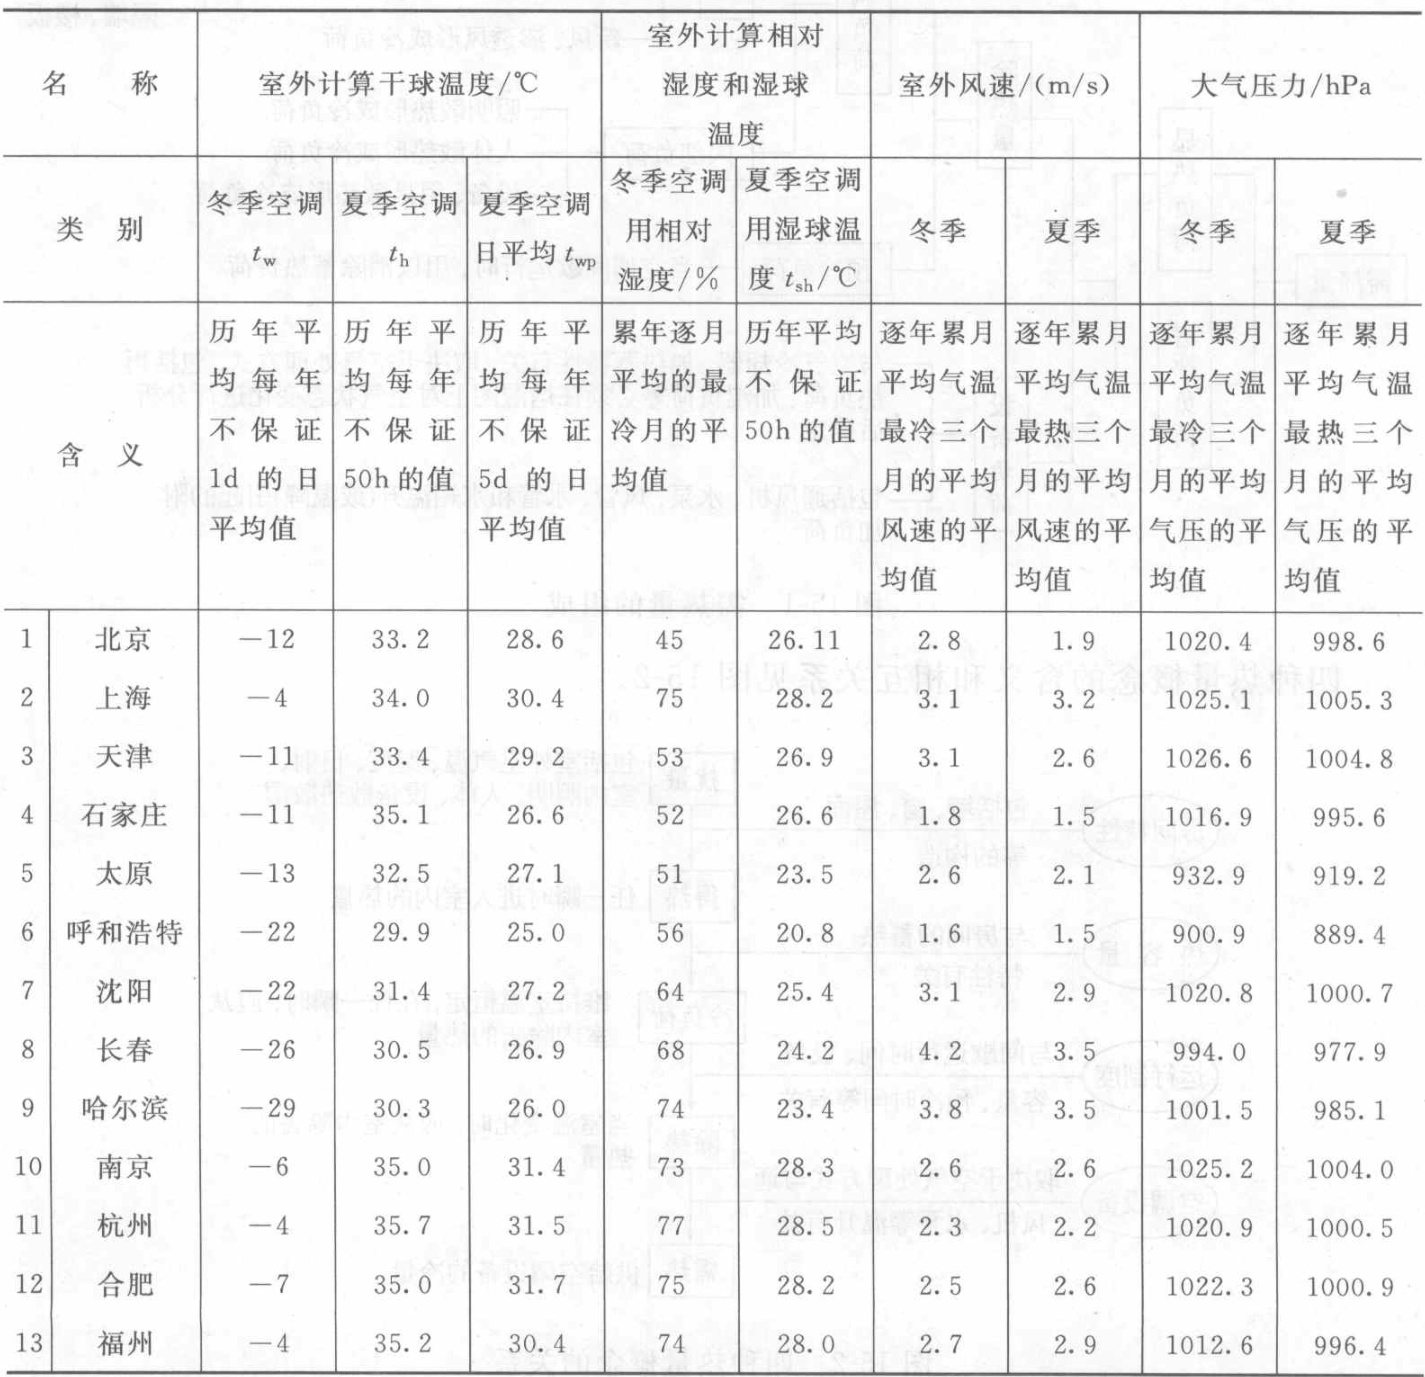 名 称 室外计算干球温度/℃ 室外计算相对湿度和湿球温度 室外风速/(m/s) 大气压力/hPa
类 别 冬季空调 tw 夏季空调 th 夏季空调日平均 twp 冬季空调用相对湿度/% 夏季空调用湿球温度 tsh/℃ 冬季 夏季 冬季 夏季
含 义 历年平均每年不保证1d的日平均值 历年平均每年不保证50h的值 历年平均每年不保证5d的日平均值 累年逐月平均的最冷月的平均值 历年平均不保证50h的值 逐年累月平均气温最冷三个月的平均风速的平均值 逐年累月平均气温最热三个月的平均风速的平均值 逐年累月平均气温最冷三个月的平均气压的平均值 逐年累月平均气温最热三个月的平均气压的平均值
1 北京 －12 33.2 28.6 45 26.11 2.8 1.9 1020.4 998.6
2 上海 －4 34.0 30.4 75 28.2 3.1 3.2 1025.1 1005.3
3 天津 －11 33.4 29.2 53 26.9 3.1 2.6 1026.6 1004.8
4 石家庄 －11 35.1 26.6 52 26.6 1.8 1.5 1016.9 995.6
5 太原 －13 32.5 27.1 51 23.5 2.6 2.1 932.9 919.2
6 呼和浩特 －22 29.9 25.0 56 20.8 1.6 1.5 900.9 889.4
7 沈阳 －22 31.4 27.2 64 25.4 3.1 2.9 1020.8 1000.7
8 长春 －26 30.5 26.9 68 24.2 4.2 3.5 994.0 977.9
9 哈尔滨 －29 30.3 26.0 74 23.4 3.8 3.5 1001.5 985.1
10 南京 －6 35.0 31.4 73 28.3 2.6 2.6 1025.2 1004.0
11 杭州 －4 35.7 31.5 77 28.5 2.3 2.2 1020.9 1000.5
12 合肥 －7 35.0 31.7 75 28.2 2.5 2.6 1022.3 1000.9
13 福州 －4 35.2 30.4 74 28.0 2.7 2.9 1012.6 996.4